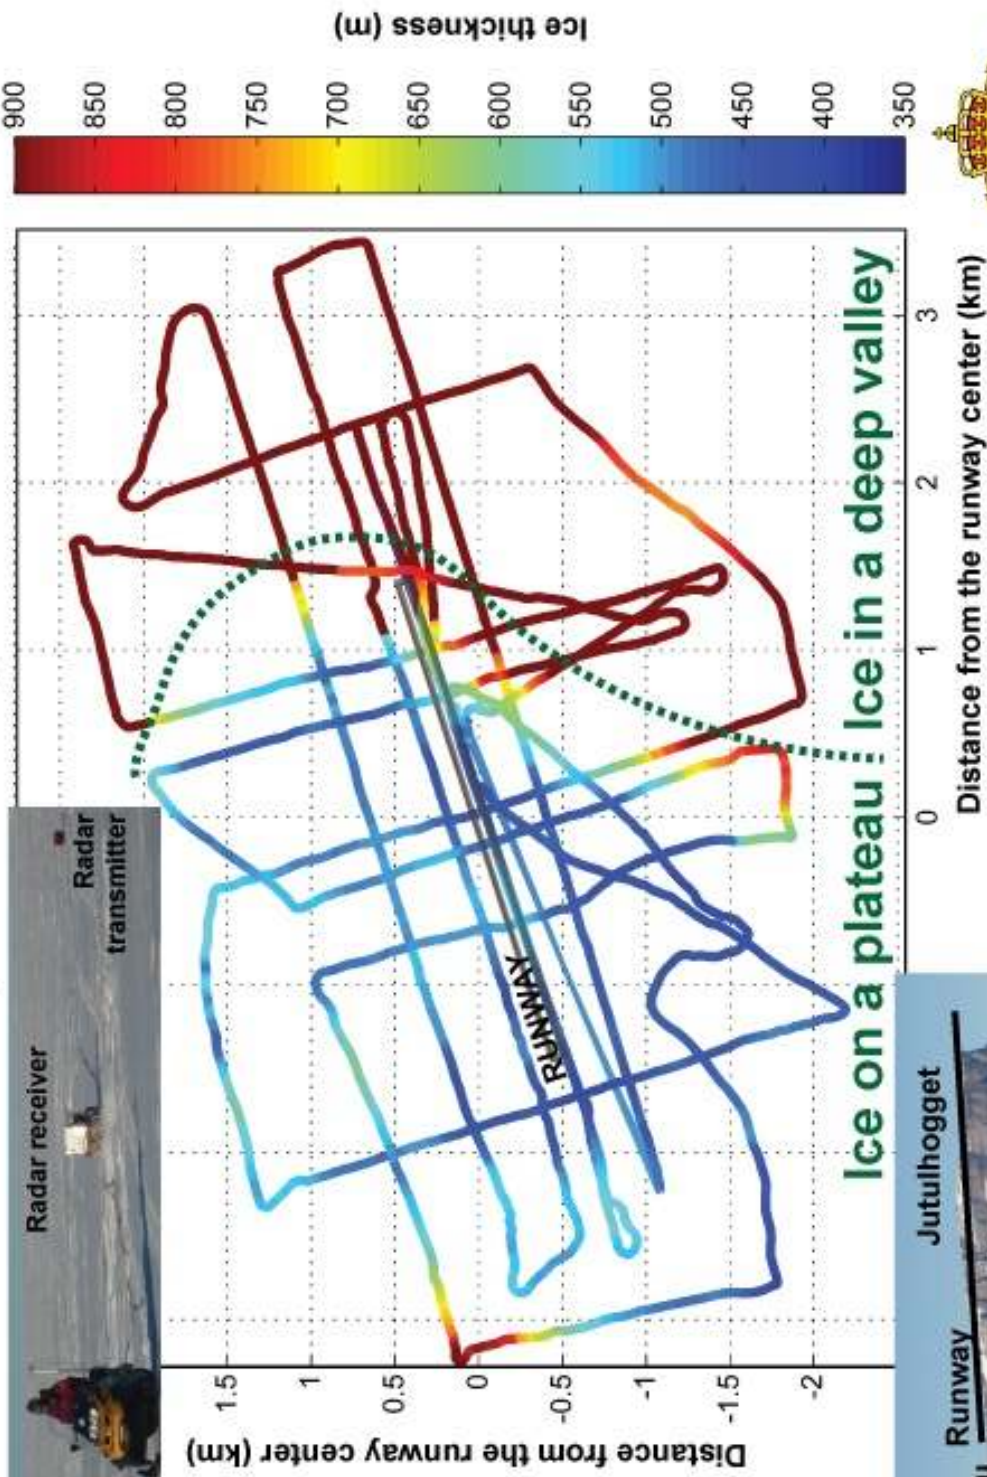 Radar receiver
Radar
transmitter
Distance from the runway center (km)
1.5
1
0.5
0
-0.5
-1
-1.5
-2
RUNWAY
Ice on a plateau
Ice in a deep valley
0
1
2
3
Distance from the runway center (km)
900
850
800
750
700
650
600
550
500
450
400
350
Ice thickness (m)
Runway
Jutulhogget